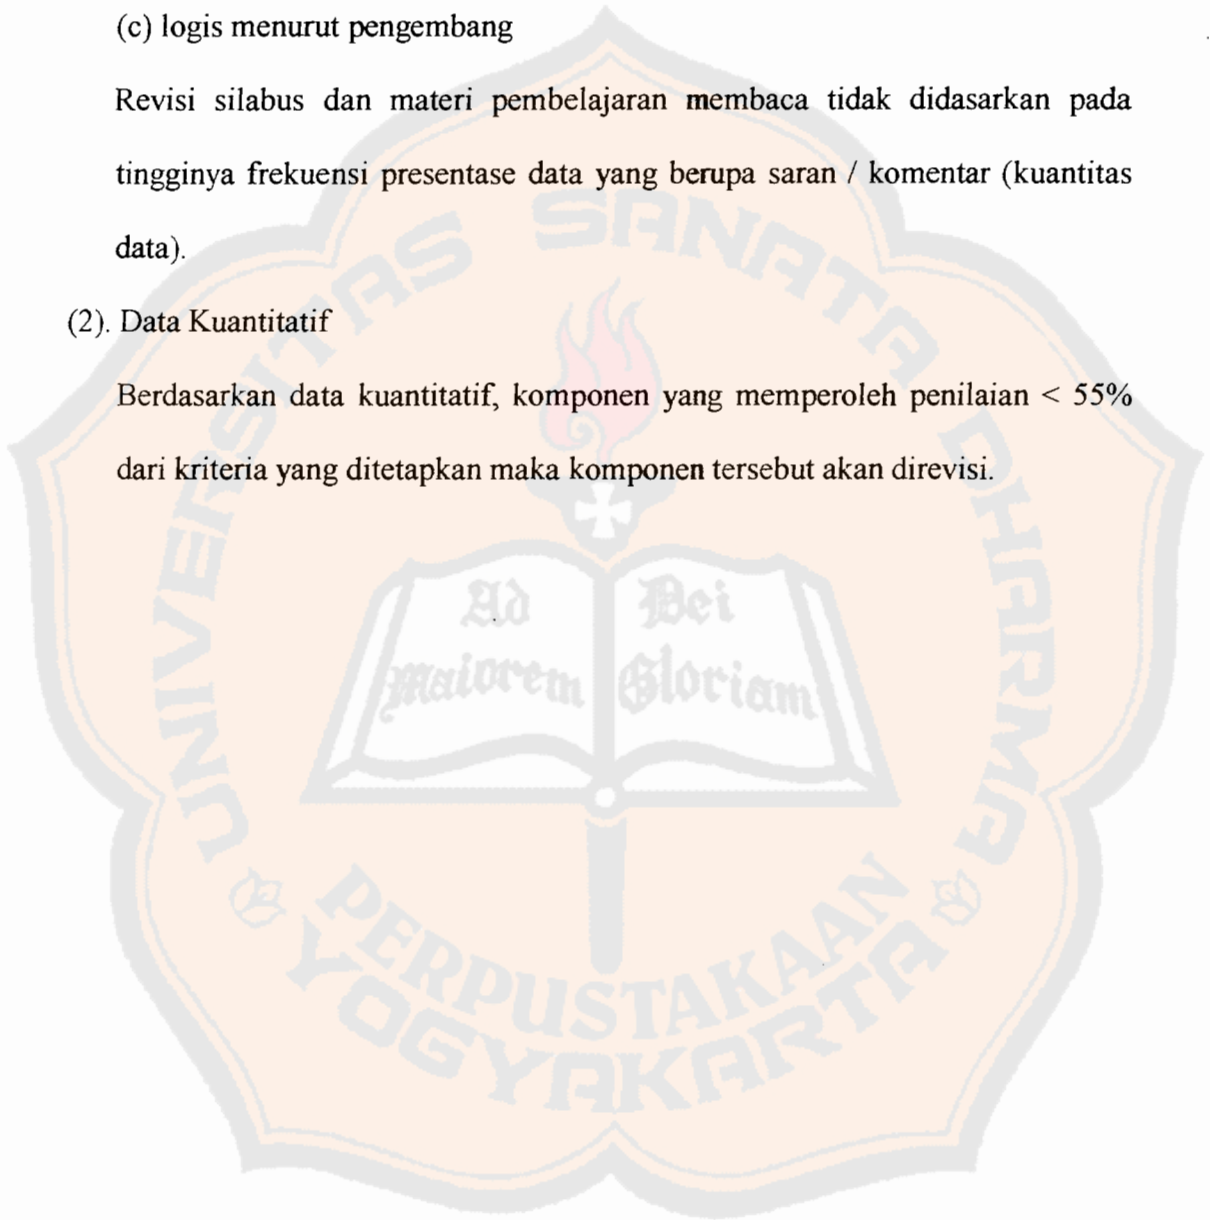 (c) logis menurut pengembang
Revisi silabus dan materi pembelajaran membaca tidak didasarkan pada
tingginya frekuensi presentase data yang berupa saran / komentar (kuantitas
data).
(2). Data Kuantitatif
Berdasarkan data kuantitatif, komponen yang memperoleh penilaian < 55%
dari kriteria yang ditetapkan maka komponen tersebut akan direvisi.
UNIVERSITAS SANATA DHARMA
Ad Dei
maiorem Gloriam
PERPUSTAKAAN
YOGYAKARTA